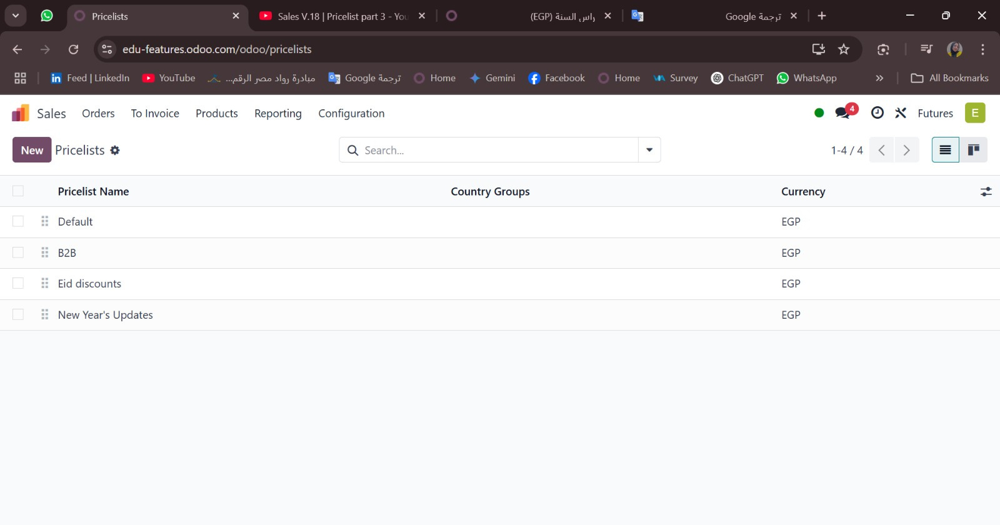 Pricelists
Sales V.18 | Pricelist part 3 - You
راس السنة (EGP)
ترجمة Google
edu-features.odoo.com/odoo/pricelists
Feed | LinkedIn
YouTube
مبادرة رواد مصر الرقم...
ترجمة Google
Home
Gemini
Facebook
Home
Survey
ChatGPT
WhatsApp
All Bookmarks
Sales Orders To Invoice Products Reporting Configuration
4
Futures
E
New
Pricelists
Search...
1-4 / 4
Pricelist Name Country Groups Currency
Default EGP
B2B EGP
Eid discounts EGP
New Year's Updates EGP